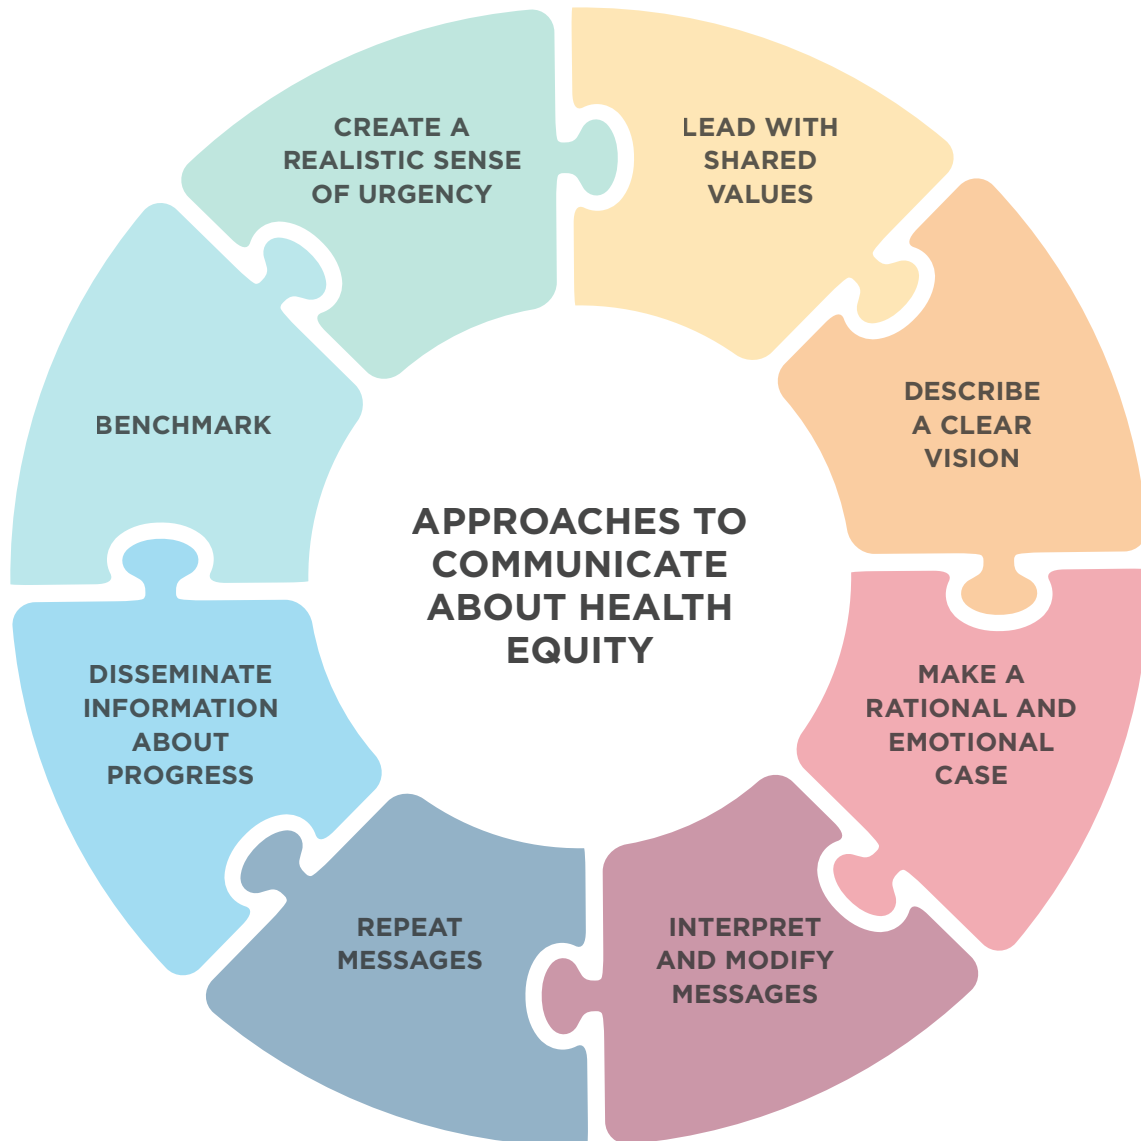 APPROACHES TO
COMMUNICATE
ABOUT HEALTH
EQUITY
LEAD WITH
SHARED
VALUES
DESCRIBE
A CLEAR
VISION
MAKE A
RATIONAL AND
EMOTIONAL
CASE
INTERPRET
AND MODIFY
MESSAGES
REPEAT
MESSAGES
DISSEMINATE
INFORMATION
ABOUT
PROGRESS
BENCHMARK
CREATE A
REALISTIC SENSE
OF URGENCY